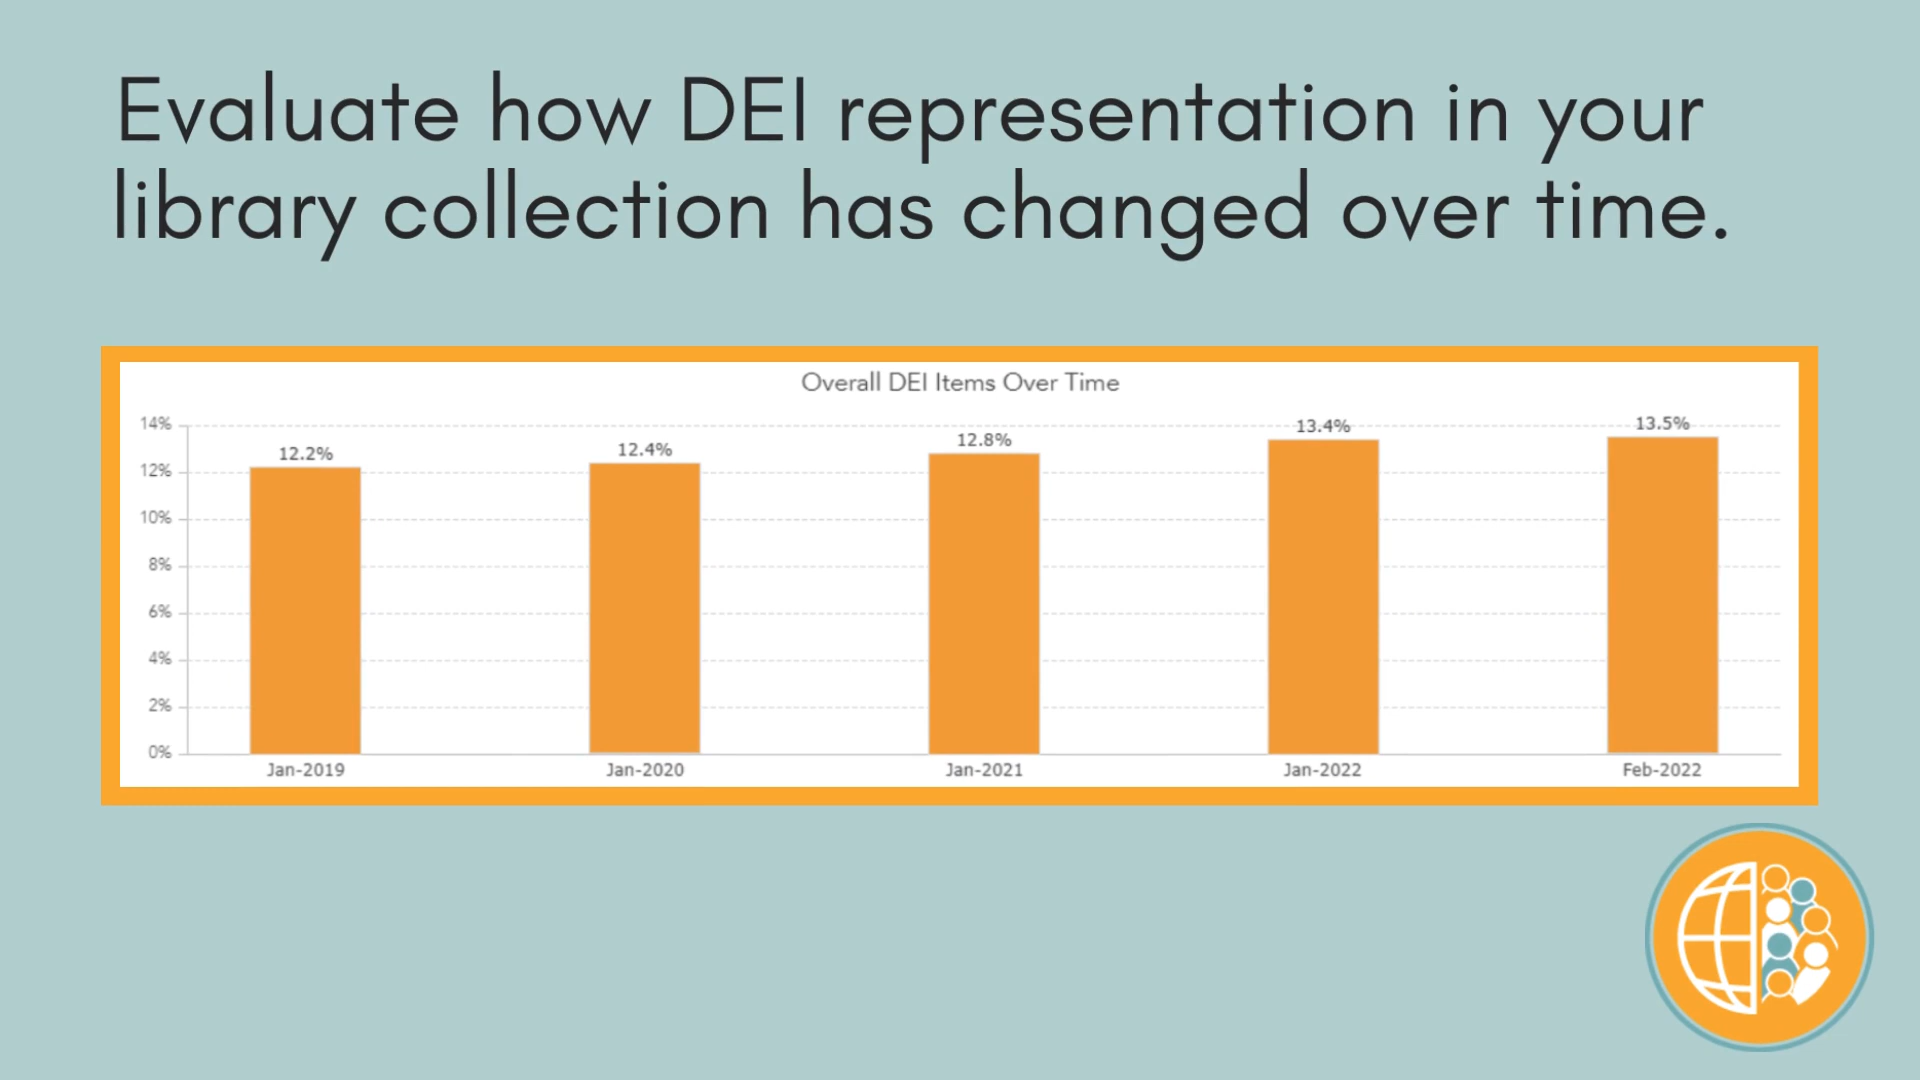 Evaluate how DEI representation in your
library collection has changed over time.
Overall DEI Items Over Time
14%
12%
10%
8%
6%
4%
2%
0%
12.2%
12.4%
12.8%
13.4%
13.5%
Jan-2019
Jan-2020
Jan-2021
Jan-2022
Feb-2022